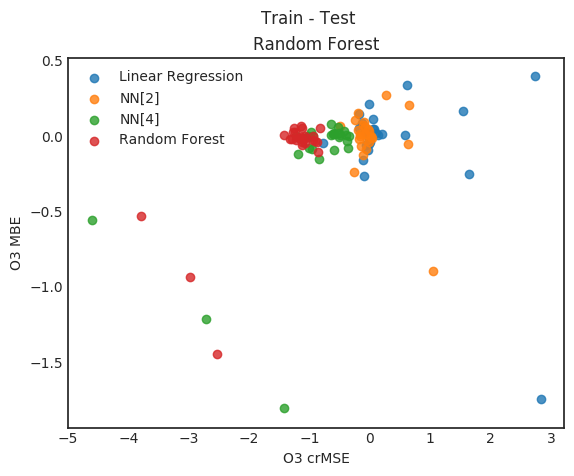 Train - Test
Random Forest
Linear Regression
NN[2]
NN[4]
Random Forest
O3 MBE
0.5
0.0
−0.5
−1.0
−1.5
−5 −4 −3 −2 −1 0 1 2 3
O3 crMSE